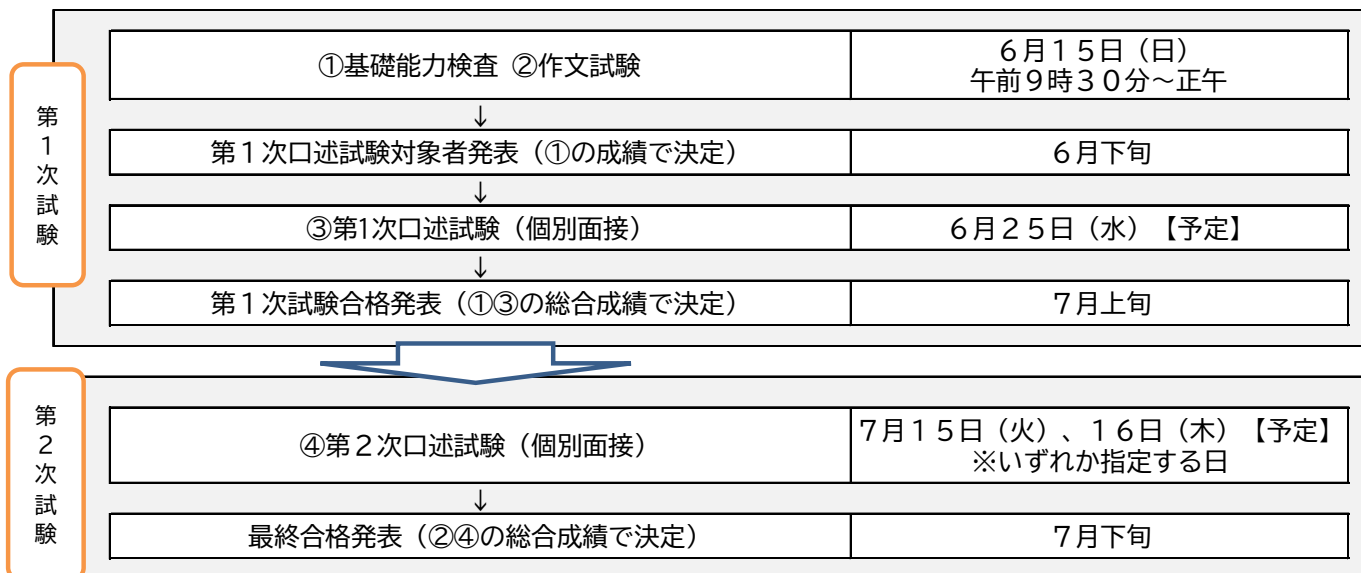 第1次試験
①基礎能力検査 ②作文試験
６月１５日（日）
午前９時３０分～正午
↓
第１次口述試験対象者発表（①の成績で決定）
６月下旬
↓
③第1次口述試験（個別面接）
６月２５日（水）【予定】
↓
第１次試験合格発表（①③の総合成績で決定）
７月上旬
第2次試験
④第２次口述試験（個別面接）
７月１５日（火）、１６日（木）【予定】
※いずれか指定する日
↓
最終合格発表（②④の総合成績で決定）
７月下旬